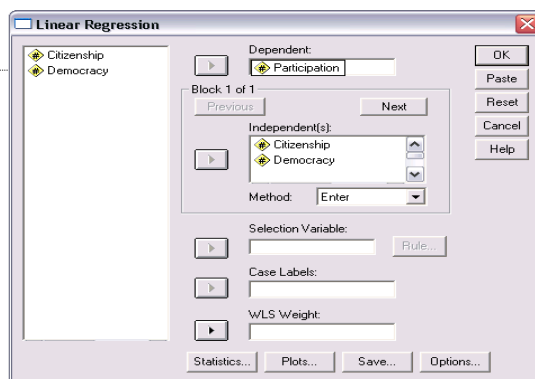 Linear Regression
Citizenship
Democracy
Dependent:
Participation
Block 1 of 1
Previous
Next
Independent(s):
Citizenship
Democracy
Method:
Enter
Selection Variable:
Rule...
Case Labels:
WLS Weight:
Statistics...
Plots...
Save...
Options...
OK
Paste
Reset
Cancel
Help